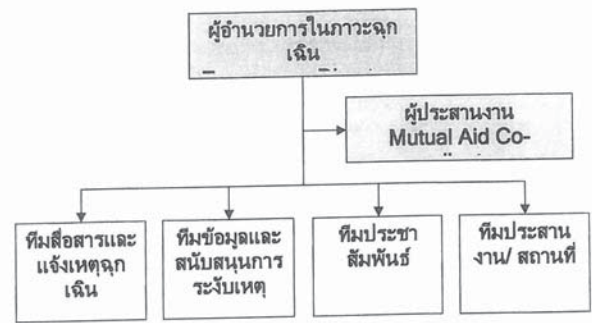 ผู้อำนวยการในภาวะฉุก
เฉิน
ผู้ประสานงาน
Mutual Aid Co-
ทีมสื่อสารและ
แจ้งเหตุฉุก
เฉิน
ทีมข้อมูลและ
สนับสนุนการ
ระงับเหตุ
ทีมประชา
สัมพันธ์
ทีมประสาน
งาน/ สถานที่